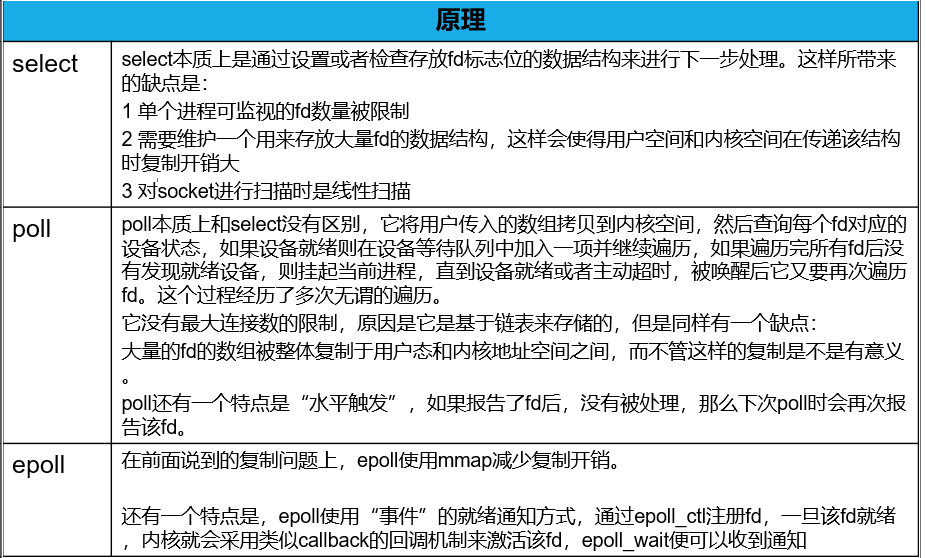 原理
select
select本质上是通过设置或者检查存放fd标志位的数据结构来进行下一步处理。这样所带来
的缺点是：
1 单个进程可监视的fd数量被限制
2 需要维护一个用来存放大量fd的数据结构，这样会使得用户空间和内核空间在传递该结构
时复制开销大
3 对socket进行扫描时是线性扫描
poll
poll本质上和select没有区别，它将用户传入的数组拷贝到内核空间，然后查询每个fd对应的
设备状态，如果设备就绪则在设备等待队列中加入一项并继续遍历，如果遍历完所有fd后没
有发现就绪设备，则挂起当前进程，直到设备就绪或者主动超时，被唤醒后它又要再次遍历
fd。这个过程经历了多次无谓的遍历。
它没有最大连接数的限制，原因是它是基于链表来存储的，但是同样有一个缺点：
大量的fd的数组被整体复制于用户态和内核地址空间之间，而不管这样的复制是不是有意义
。
poll还有一个特点是“水平触发”，如果报告了fd后，没有被处理，那么下次poll时会再次报
告该fd。
epoll
在前面说到的复制问题上，epoll使用mmap减少复制开销。
还有一个特点是，epoll使用“事件”的就绪通知方式，通过epoll_ctl注册fd，一旦该fd就绪
，内核就会采用类似callback的回调机制来激活该fd，epoll_wait便可以收到通知